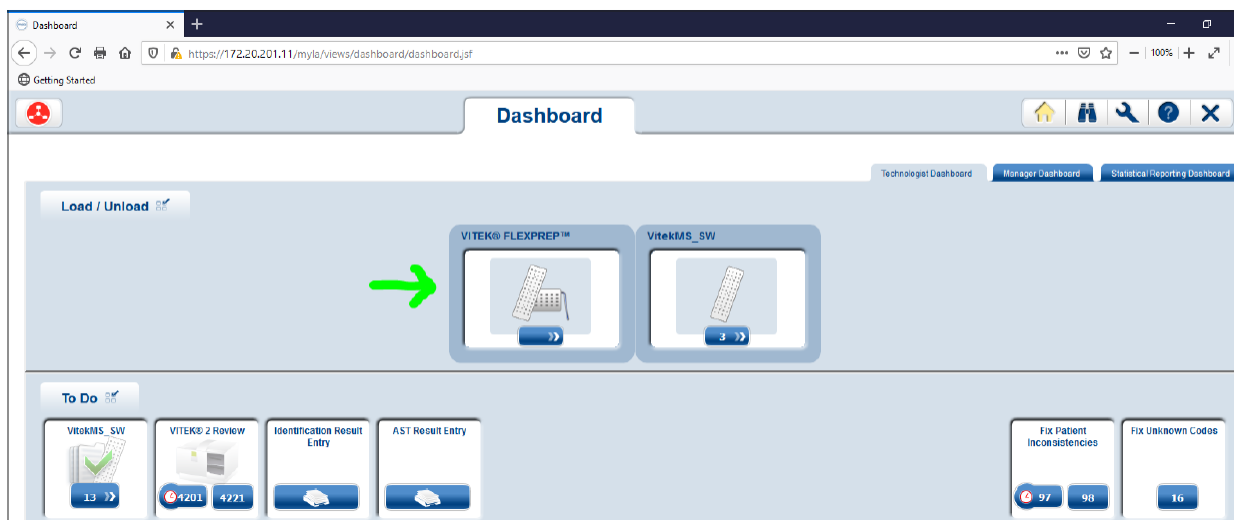 Dashboard
https://172.20.201.11/myla/views/dashboard/dashboard.jsf
100%
Getting Started
Dashboard
Technologist Dashboard
Manager Dashboard
Statistical Reporting Dashboard
Load / Unload
VITEK® FLEXPREP™
VitekMS_SW
3
To Do
VitekMS_SW
VITEK® 2 Review
Identification Result
Entry
AST Result Entry
Fix Patient
Inconsistencies
Fix Unknown Codes
13
4201
4221
97
98
16